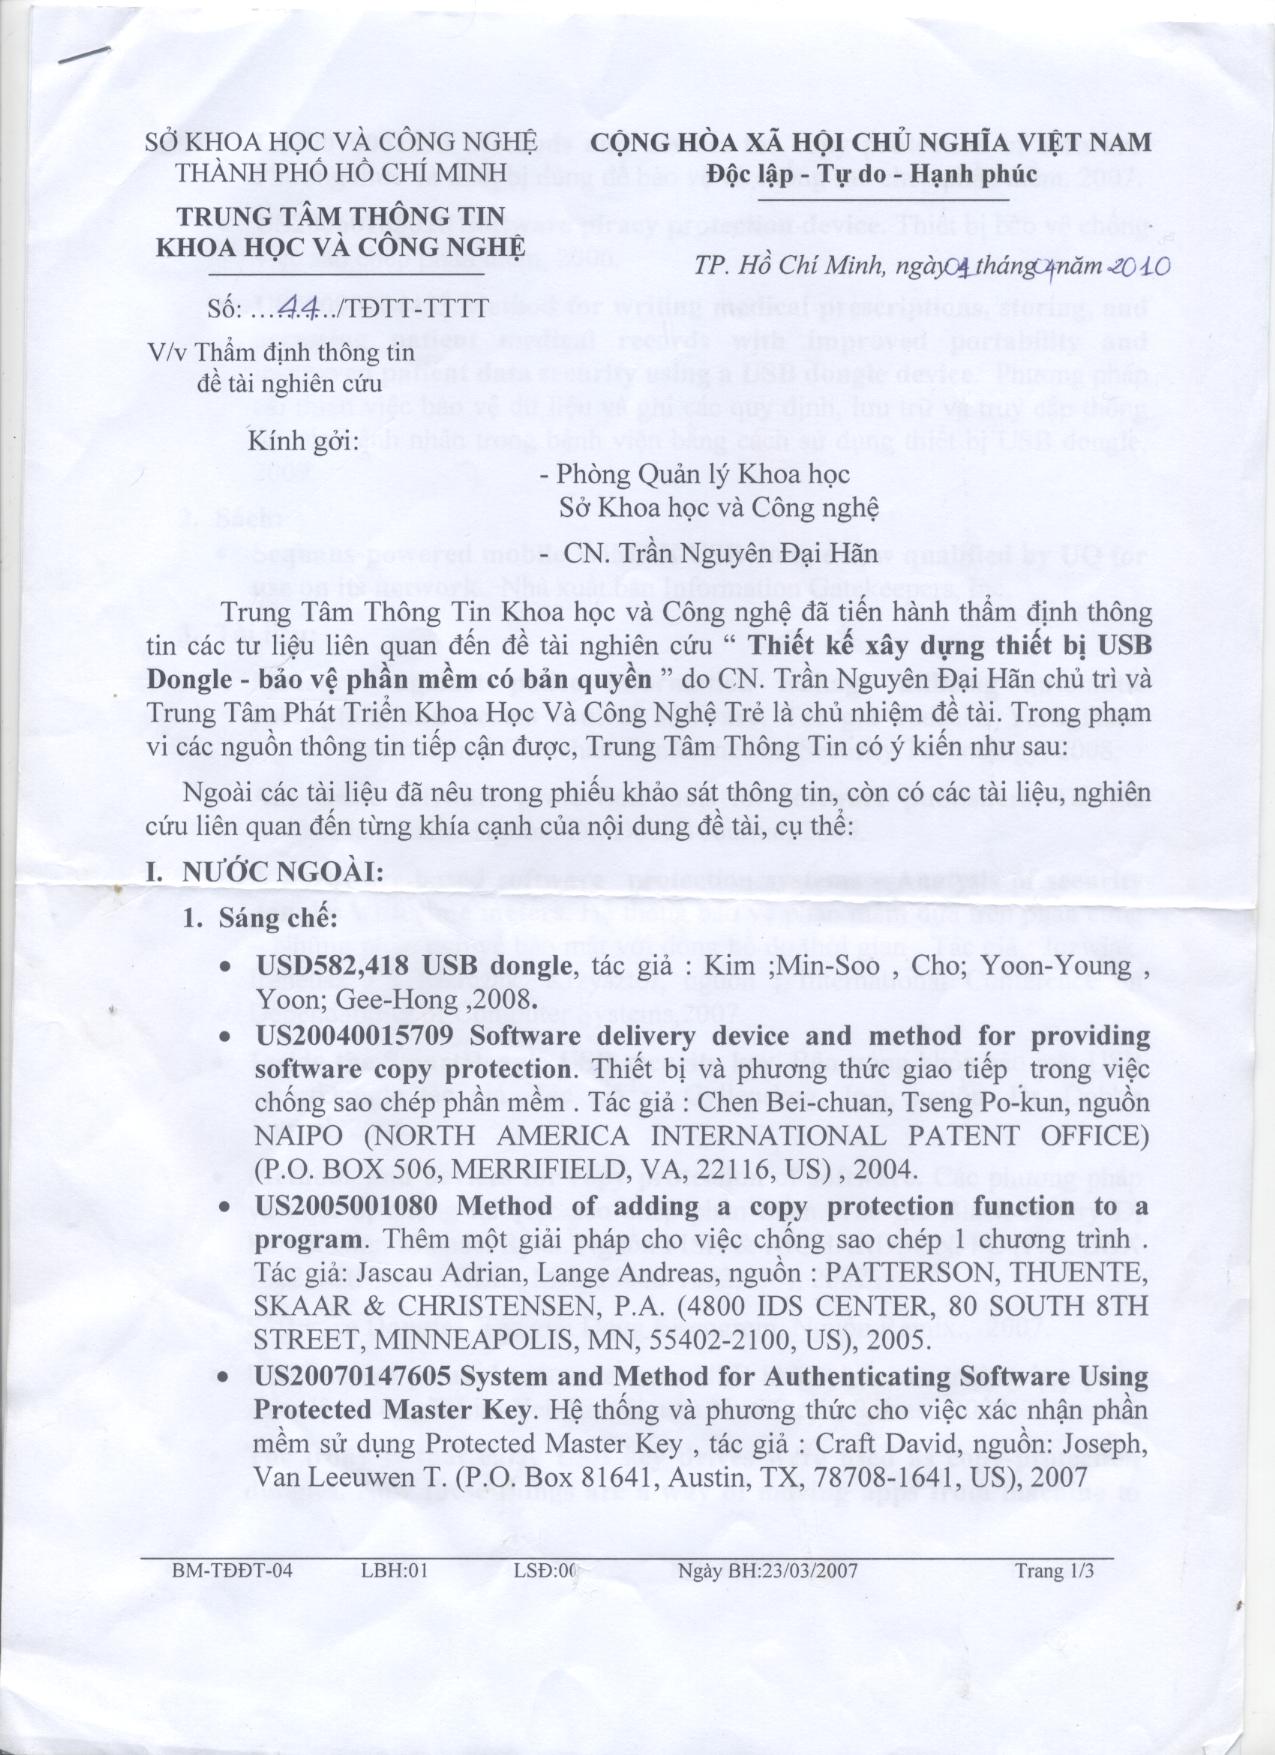 SỞ KHOA HỌC VÀ CÔNG NGHỆ
THÀNH PHỐ HỒ CHÍ MINH
TRUNG TÂM THÔNG TIN
KHOA HỌC VÀ CÔNG NGHỆ
Số: ...44../TĐTT-TTTT
V/v Thẩm định thông tin
đề tài nghiên cứu
CỘNG HÒA XÃ HỘI CHỦ NGHĨA VIỆT NAM
Độc lập - Tự do - Hạnh phúc
TP. Hồ Chí Minh, ngày 01 tháng 04 năm 2010
Kính gởi:
- Phòng Quản lý Khoa học
Sở Khoa học và Công nghệ
- CN. Trần Nguyên Đại Hãn
Trung Tâm Thông Tin Khoa học và Công nghệ đã tiến hành thẩm định thông
tin các tư liệu liên quan đến đề tài nghiên cứu “ Thiết kế xây dựng thiết bị USB
Dongle - bảo vệ phần mềm có bản quyền ” do CN. Trần Nguyên Đại Hãn chủ trì và
Trung Tâm Phát Triển Khoa Học Và Công Nghệ Trẻ là chủ nhiệm đề tài. Trong phạm
vi các nguồn thông tin tiếp cận được, Trung Tâm Thông Tin có ý kiến như sau:
Ngoài các tài liệu đã nêu trong phiếu khảo sát thông tin, còn có các tài liệu, nghiên
cứu liên quan đến từng khía cạnh của nội dung đề tài, cụ thể:
I. NƯỚC NGOÀI:
1. Sáng chế:
• USD582,418 USB dongle, tác giả : Kim ;Min-Soo , Cho; Yoon-Young ,
Yoon; Gee-Hong ,2008.
• US20040015709 Software delivery device and method for providing
software copy protection. Thiết bị và phương thức giao tiếp trong việc
chống sao chép phần mềm . Tác giả : Chen Bei-chuan, Tseng Po-kun, nguồn
NAIPO (NORTH AMERICA INTERNATIONAL PATENT OFFICE)
(P.O. BOX 506, MERRIFIELD, VA, 22116, US) , 2004.
• US2005001080 Method of adding a copy protection function to a
program. Thêm một giải pháp cho việc chống sao chép 1 chương trình .
Tác giả: Jascau Adrian, Lange Andreas, nguồn : PATTERSON, THUENTE,
SKAAR & CHRISTENSEN, P.A. (4800 IDS CENTER, 80 SOUTH 8TH
STREET, MINNEAPOLIS, MN, 55402-2100, US), 2005.
• US20070147605 System and Method for Authenticating Software Using
Protected Master Key. Hệ thống và phương thức cho việc xác nhận phần
mềm sử dụng Protected Master Key , tác giả : Craft David, nguồn: Joseph,
Van Leeuwen T. (P.O. Box 81641, Austin, TX, 78708-1641, US), 2007
BM-TĐĐT-04 LBH:01 LSĐ:00 Ngày BH:23/03/2007 Trang 1/3